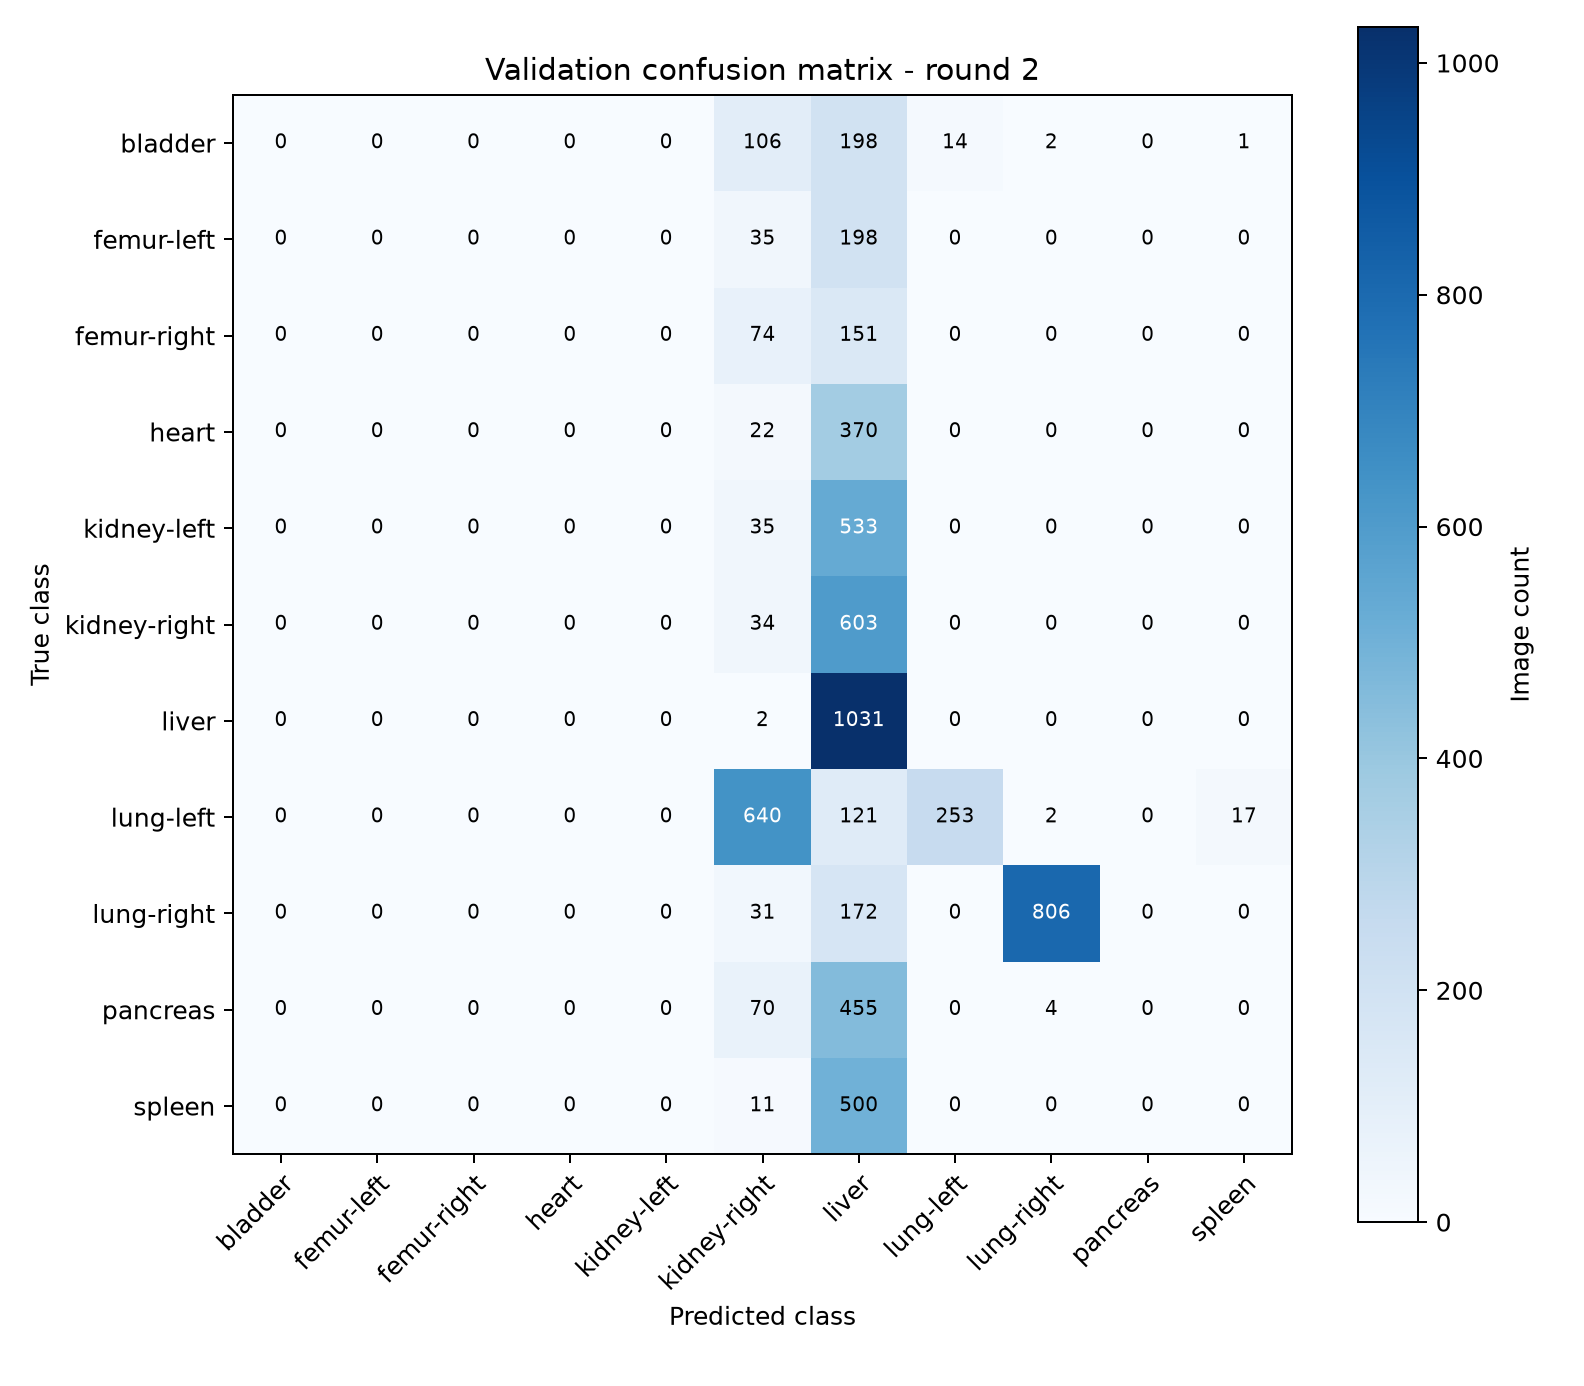 Validation confusion matrix - round 2
bladder 0 0 0 0 0 106 198 14 2 0 1
femur-left 0 0 0 0 0 35 198 0 0 0 0
femur-right 0 0 0 0 0 74 151 0 0 0 0
heart 0 0 0 0 0 22 370 0 0 0 0
kidney-left 0 0 0 0 0 35 533 0 0 0 0
kidney-right 0 0 0 0 0 34 603 0 0 0 0
liver 0 0 0 0 0 2 1031 0 0 0 0
lung-left 0 0 0 0 0 640 121 253 2 0 17
lung-right 0 0 0 0 0 31 172 0 806 0 0
pancreas 0 0 0 0 0 70 455 0 4 0 0
spleen 0 0 0 0 0 11 500 0 0 0 0
True class
bladder femur-left femur-right heart kidney-left kidney-right liver lung-left lung-right pancreas spleen
Predicted class
1000
800
600
400
200
0
Image count